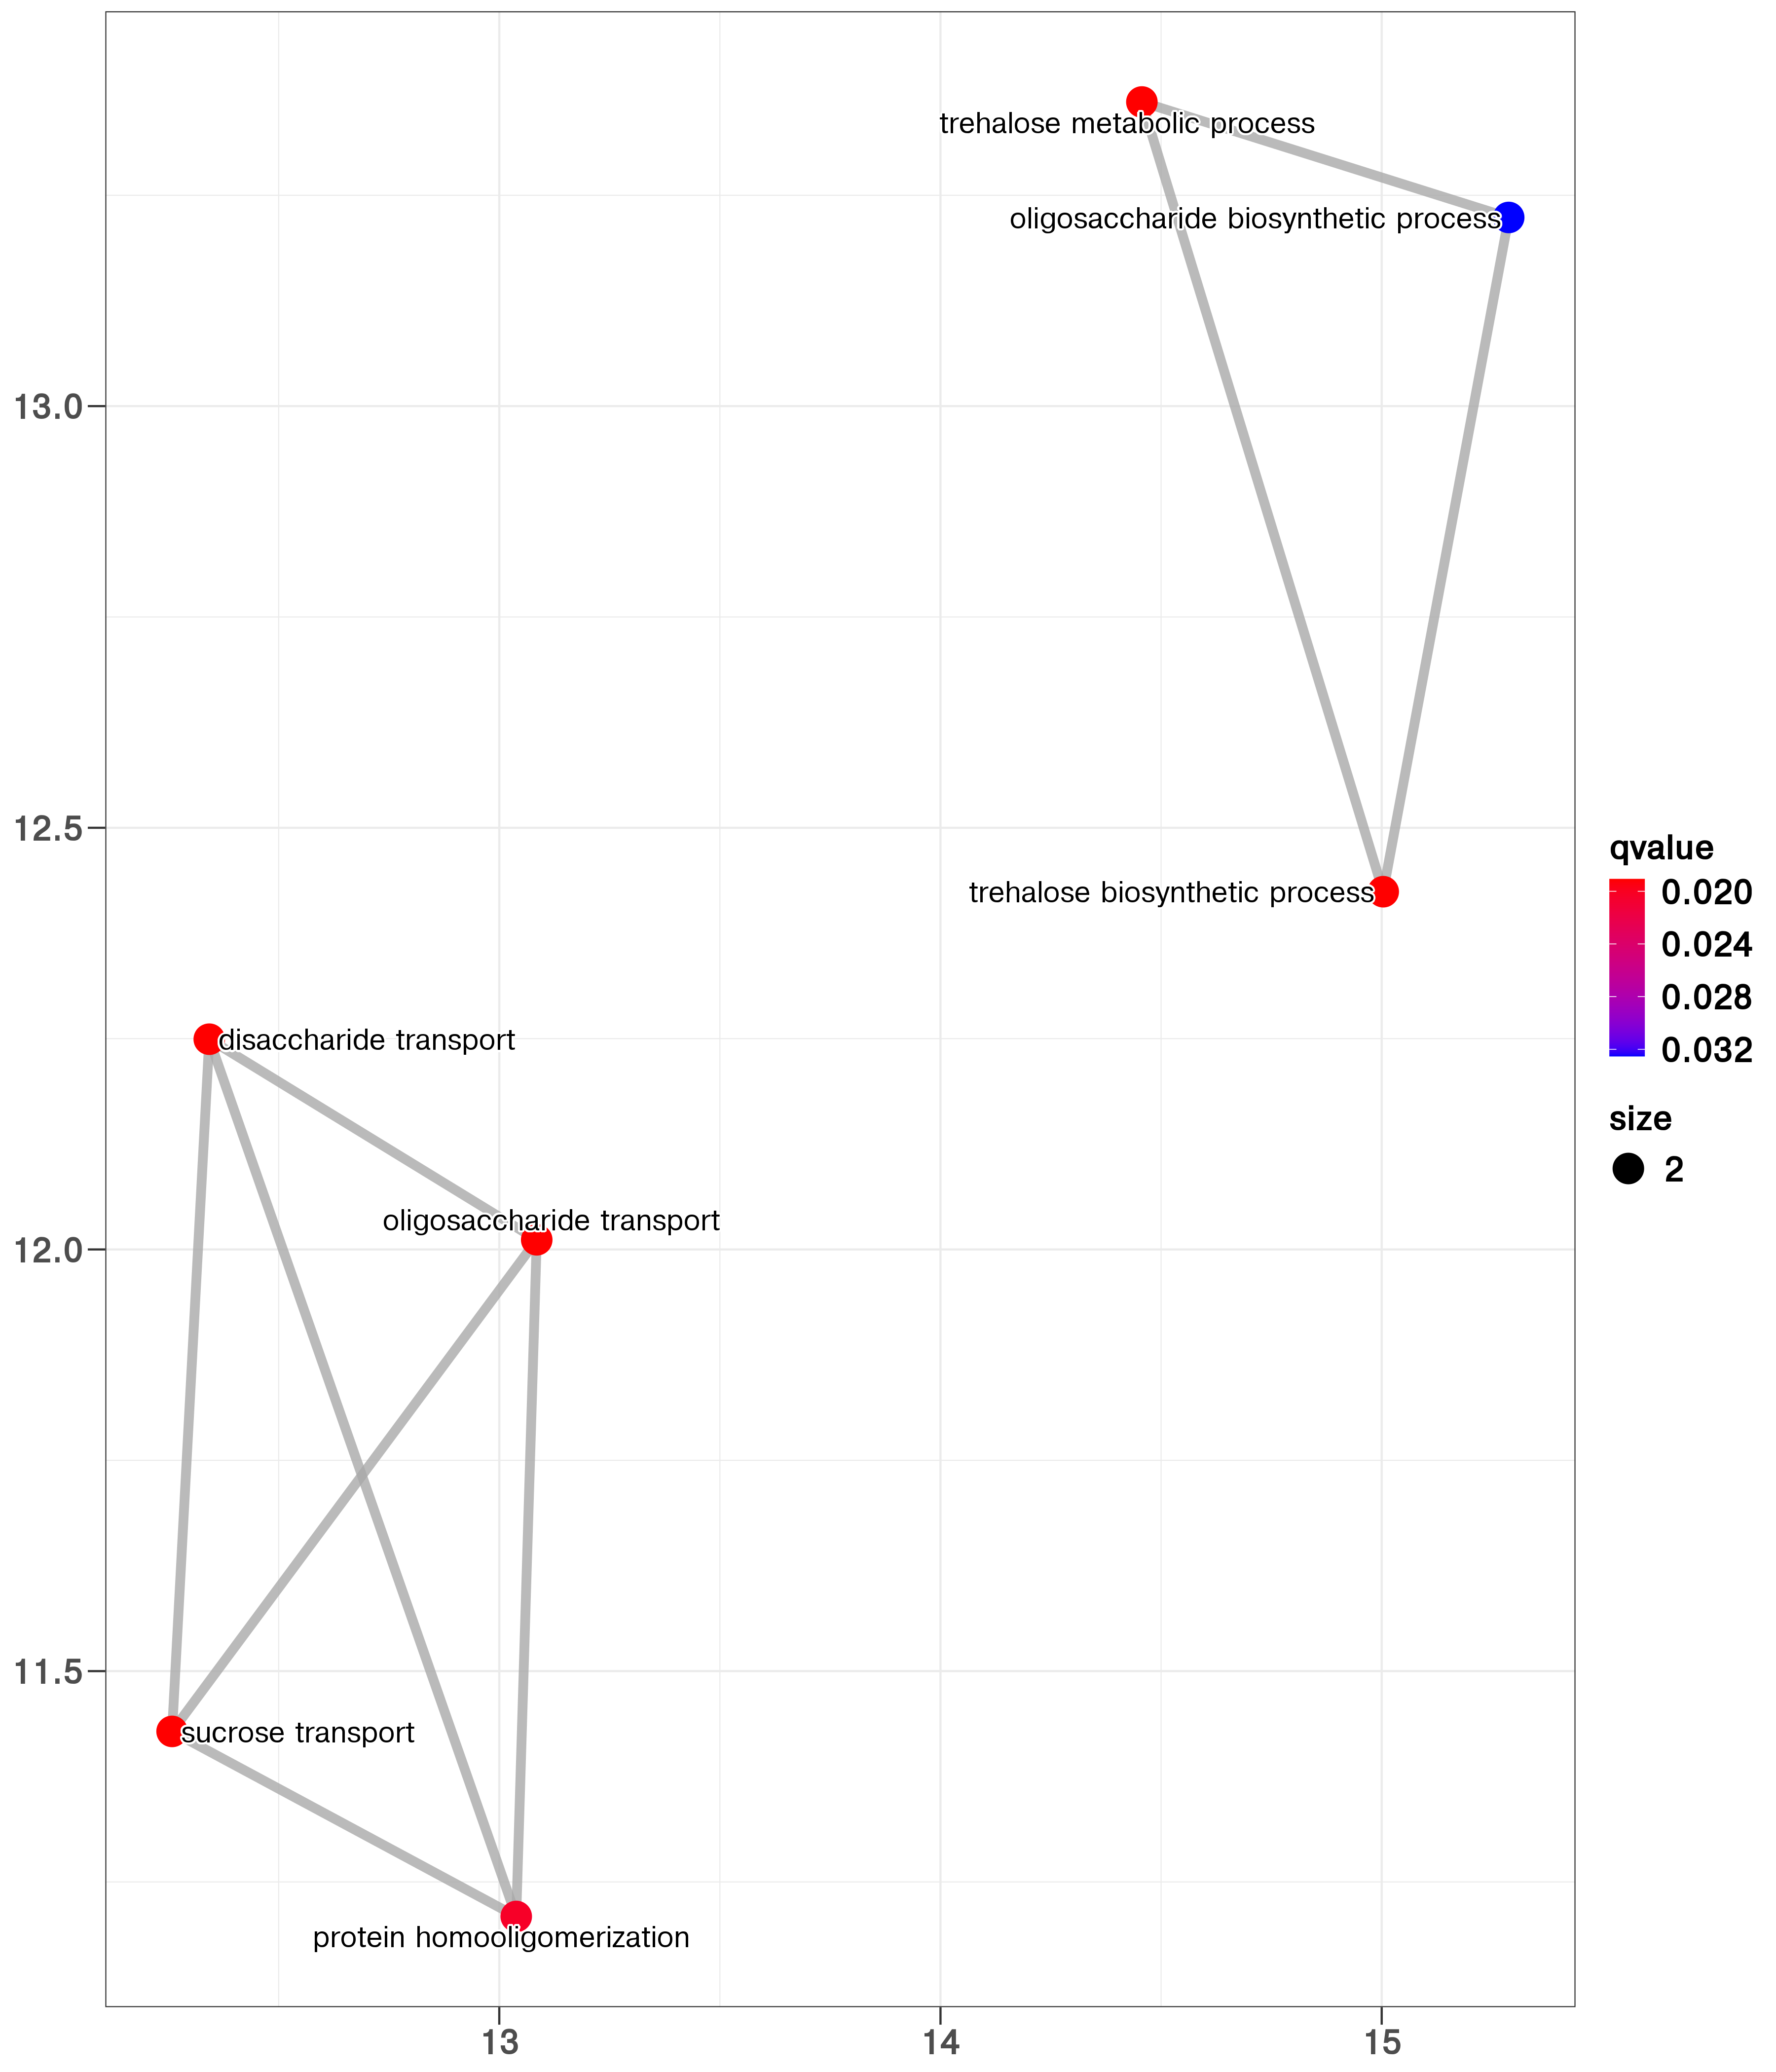 trehalose metabolic process
oligosaccharide biosynthetic process
13.0
12.5
trehalose biosynthetic process
disaccharide transport
oligosaccharide transport
12.0
11.5
sucrose transport
protein homooligomerization
13
14
15
qvalue
0.020
0.024
0.028
0.032
size
2